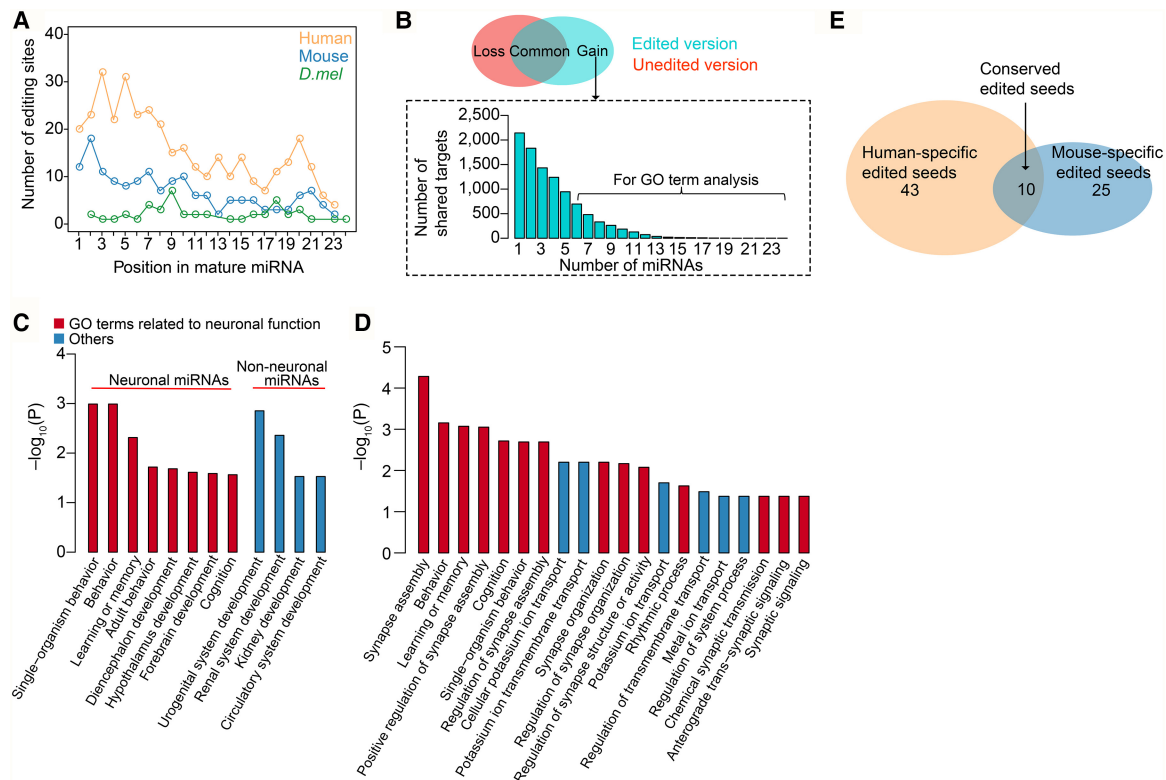 A
Number of editing sites
40
30
20
10
0
Human
Mouse
D.mel
1 3 5 7 9 11 13 15 17 19 21 23
Position in mature miRNA
B
Loss Common Gain
Edited version
Unedited version
Number of
shared targets
2,500
2,000
1,500
1,000
500
0
For GO term analysis
1 3 5 7 9 11 13 15 17 19 21 23
Number of miRNAs
E
Conserved
edited seeds
Human-specific
edited seeds
43
10
Mouse-specific
edited seeds
25
C
GO terms related to neuronal function
Others
Neuronal miRNAs
Non-neuronal
miRNAs
–log10(P)
4
3
2
1
0
Single−organism behavior
Behavior
Learning or memory
Adult behavior
Diencephalon development
Hypothalamus development
Forebrain development
Cognition
Urogenital system development
Renal system development
Kidney development
Circulatory system development
D
–log10(P)
5
4
3
2
1
0
Synapse assembly
Behavior
Learning or memory
Positive regulation of synapse assembly
Cognition
Single−organism behavior
Regulation of synapse assembly
Cellular potassium ion transport
Potassium ion transmembrane transport
Synapse organization
Regulation of synapse organization
Regulation of synapse structure or activity
Potassium ion transport
Rhythmic process
Regulation of transmembrane transport
Metal ion transport
Regulation of system process
Chemical synaptic transmission
Anterograde trans−synaptic signaling
Synaptic signaling